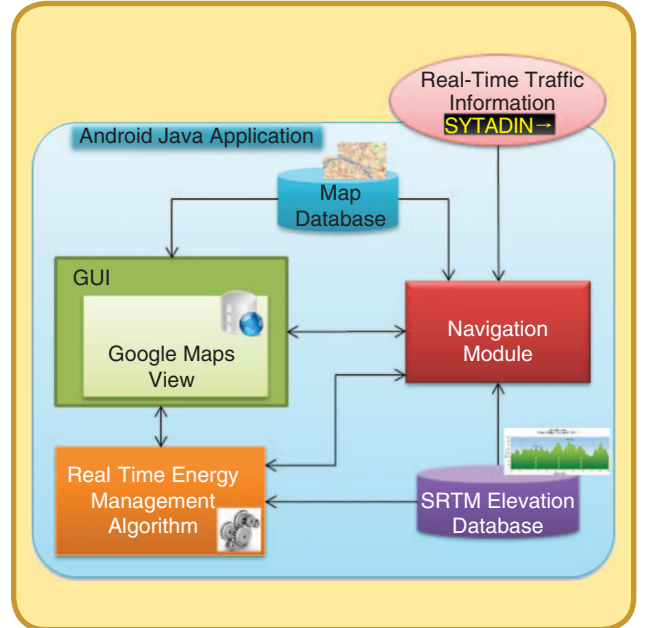 Real-Time Traffic
Information
SYTADIN→
Android Java Application
Map
Database
GUI
Google Maps
View
Navigation
Module
Real Time Energy
Management
Algorithm
SRTM Elevation
Database